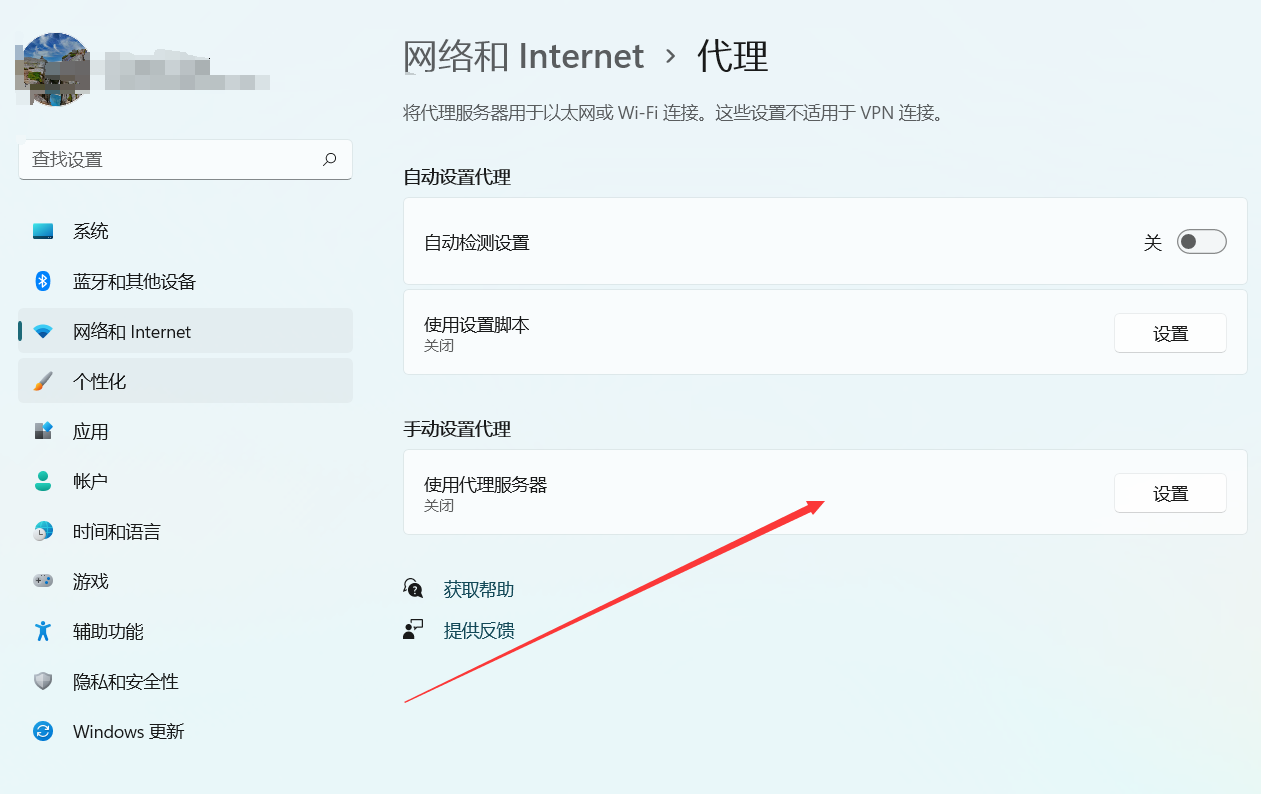 网络和 Internet › 代理
将代理服务器用于以太网或 Wi-Fi 连接。这些设置不适用于 VPN 连接。
查找设置
系统
蓝牙和其他设备
网络和 Internet
个性化
应用
帐户
时间和语言
游戏
辅助功能
隐私和安全性
Windows 更新
自动设置代理
自动检测设置
关
使用设置脚本
关闭
设置
手动设置代理
使用代理服务器
关闭
设置
获取帮助
提供反馈